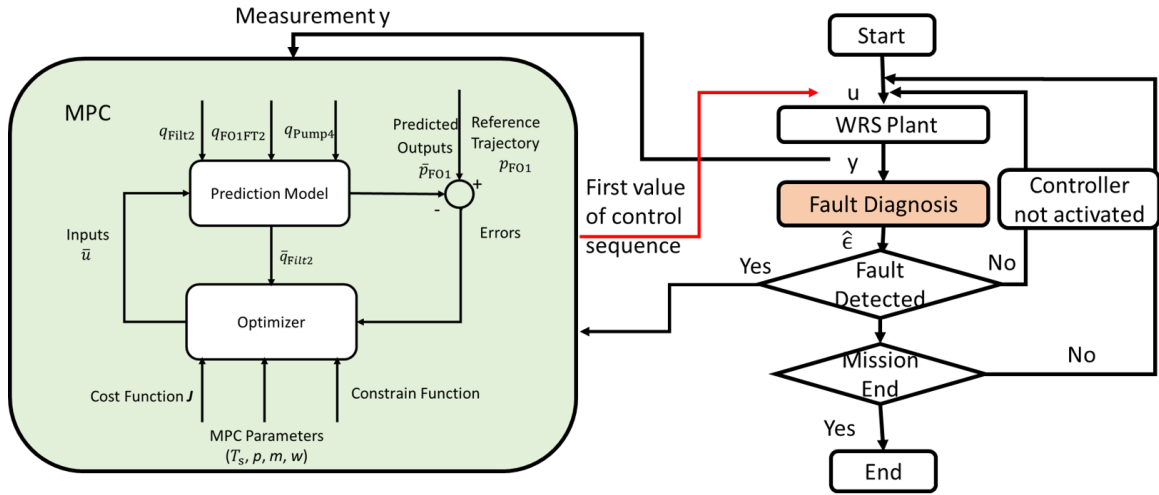 Measurement y
MPC
q_Filt2
q_FO1FT2
q_Pump4
Predicted
Outputs
p̄_FO1
Reference
Trajectory
p_FO1
+
-
Prediction Model
Inputs
ū
q̄_Filt2
Errors
Optimizer
Cost Function J
Constrain Function
MPC Parameters
(T_s, p, m, w)
First value
of control
sequence
Start
u
WRS Plant
y
Fault Diagnosis
ϵ̂
Controller
not activated
Yes
Fault
Detected
No
Mission
End
No
Yes
End